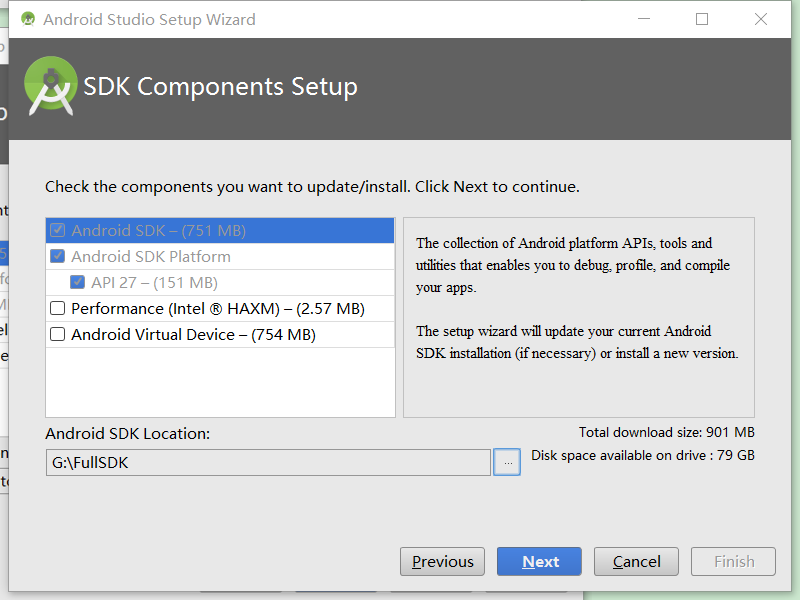 Android Studio Setup Wizard
SDK Components Setup
Check the components you want to update/install. Click Next to continue.
Android SDK – (751 MB)
Android SDK Platform
API 27 – (151 MB)
Performance (Intel ® HAXM) – (2.57 MB)
Android Virtual Device – (754 MB)
The collection of Android platform APIs, tools and
utilities that enables you to debug, profile, and compile
your apps.
The setup wizard will update your current Android
SDK installation (if necessary) or install a new version.
Android SDK Location:
Total download size: 901 MB
G:\FullSDK
...
Disk space available on drive : 79 GB
Previous
Next
Cancel
Finish